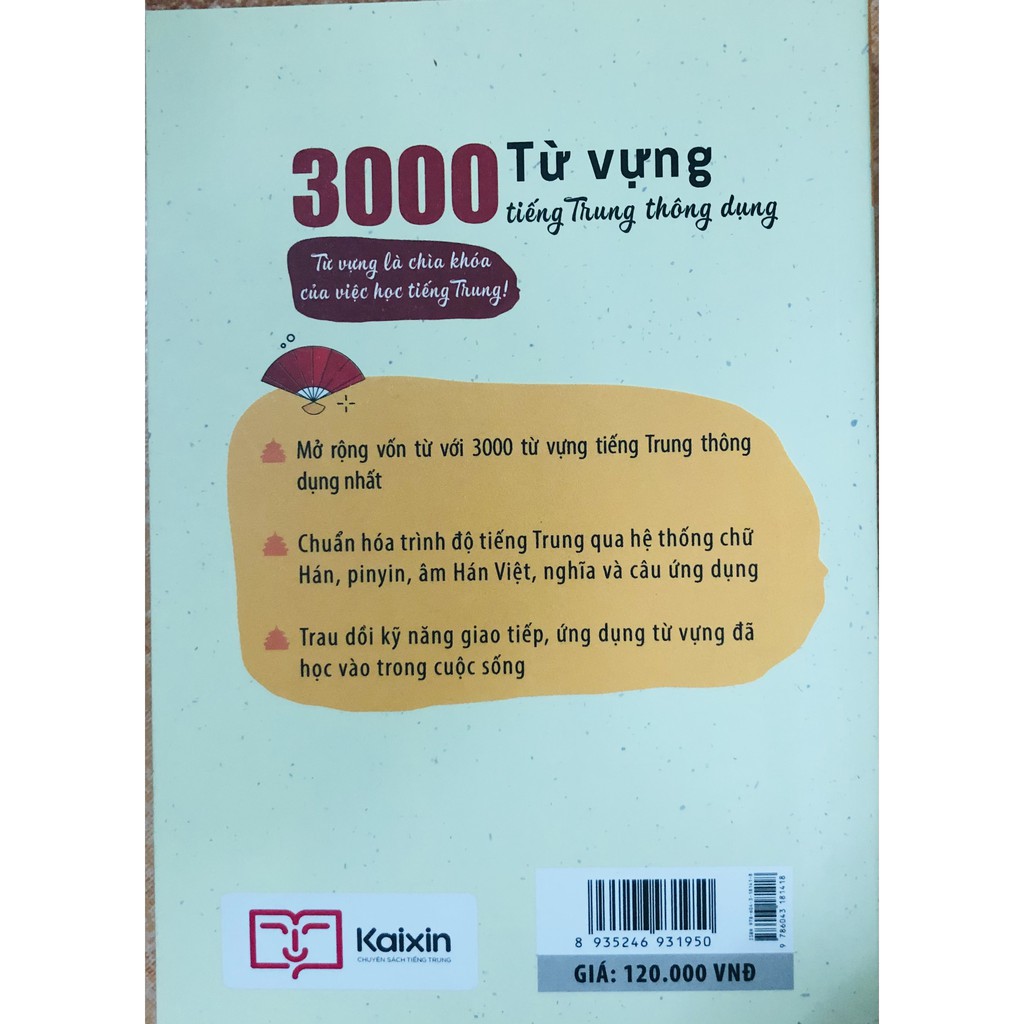 3000 Từ vựng
tiếng Trung thông dụng
Từ vựng là chìa khóa
của việc học tiếng Trung!
Mở rộng vốn từ với 3000 từ vựng tiếng Trung thông
dụng nhất
Chuẩn hóa trình độ tiếng Trung qua hệ thống chữ
Hán, pinyin, âm Hán Việt, nghĩa và câu ứng dụng
Trau dồi kỹ năng giao tiếp, ứng dụng từ vựng đã
học vào trong cuộc sống
Kaixin
CHUYÊN SÁCH TIẾNG TRUNG
8 935246 931950
GIÁ: 120.000 VNĐ
9 786043 181418